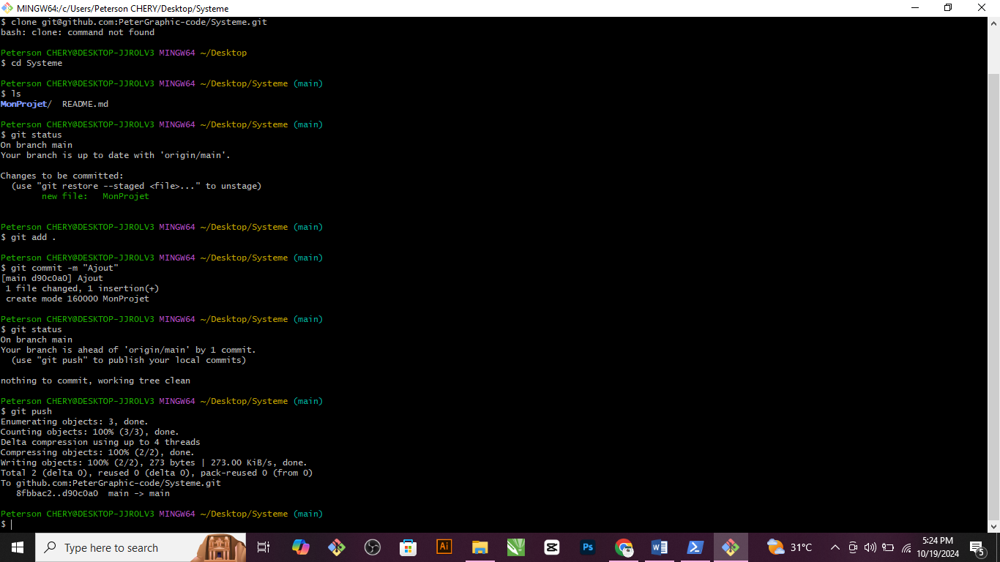 MINGW64:/c/Users/Peterson CHERY/Desktop/Systeme
$ clone git@github.com:PeterGraphic-code/Systeme.git
bash: clone: command not found
Peterson CHERY@DESKTOP-JJROLV3 MINGW64 ~/Desktop
$ cd Systeme
Peterson CHERY@DESKTOP-JJROLV3 MINGW64 ~/Desktop/Systeme (main)
$ ls
MonProjet/  README.md
Peterson CHERY@DESKTOP-JJROLV3 MINGW64 ~/Desktop/Systeme (main)
$ git status
On branch main
Your branch is up to date with 'origin/main'.
Changes to be committed:
  (use "git restore --staged <file>..." to unstage)
        new file:   MonProjet
Peterson CHERY@DESKTOP-JJROLV3 MINGW64 ~/Desktop/Systeme (main)
$ git add .
Peterson CHERY@DESKTOP-JJROLV3 MINGW64 ~/Desktop/Systeme (main)
$ git commit -m "Ajout"
[main d90c0a0] Ajout
 1 file changed, 1 insertion(+)
 create mode 160000 MonProjet
Peterson CHERY@DESKTOP-JJROLV3 MINGW64 ~/Desktop/Systeme (main)
$ git status
On branch main
Your branch is ahead of 'origin/main' by 1 commit.
  (use "git push" to publish your local commits)
nothing to commit, working tree clean
Peterson CHERY@DESKTOP-JJROLV3 MINGW64 ~/Desktop/Systeme (main)
$ git push
Enumerating objects: 3, done.
Counting objects: 100% (3/3), done.
Delta compression using up to 4 threads
Compressing objects: 100% (2/2), done.
Writing objects: 100% (2/2), 273 bytes | 273.00 KiB/s, done.
Total 2 (delta 0), reused 0 (delta 0), pack-reused 0 (from 0)
To github.com:PeterGraphic-code/Systeme.git
   8fbbac2..d90c0a0  main -> main
Peterson CHERY@DESKTOP-JJROLV3 MINGW64 ~/Desktop/Systeme (main)
$
Type here to search
Ai
Ps
W
31°C
5:24 PM
10/19/2024
5